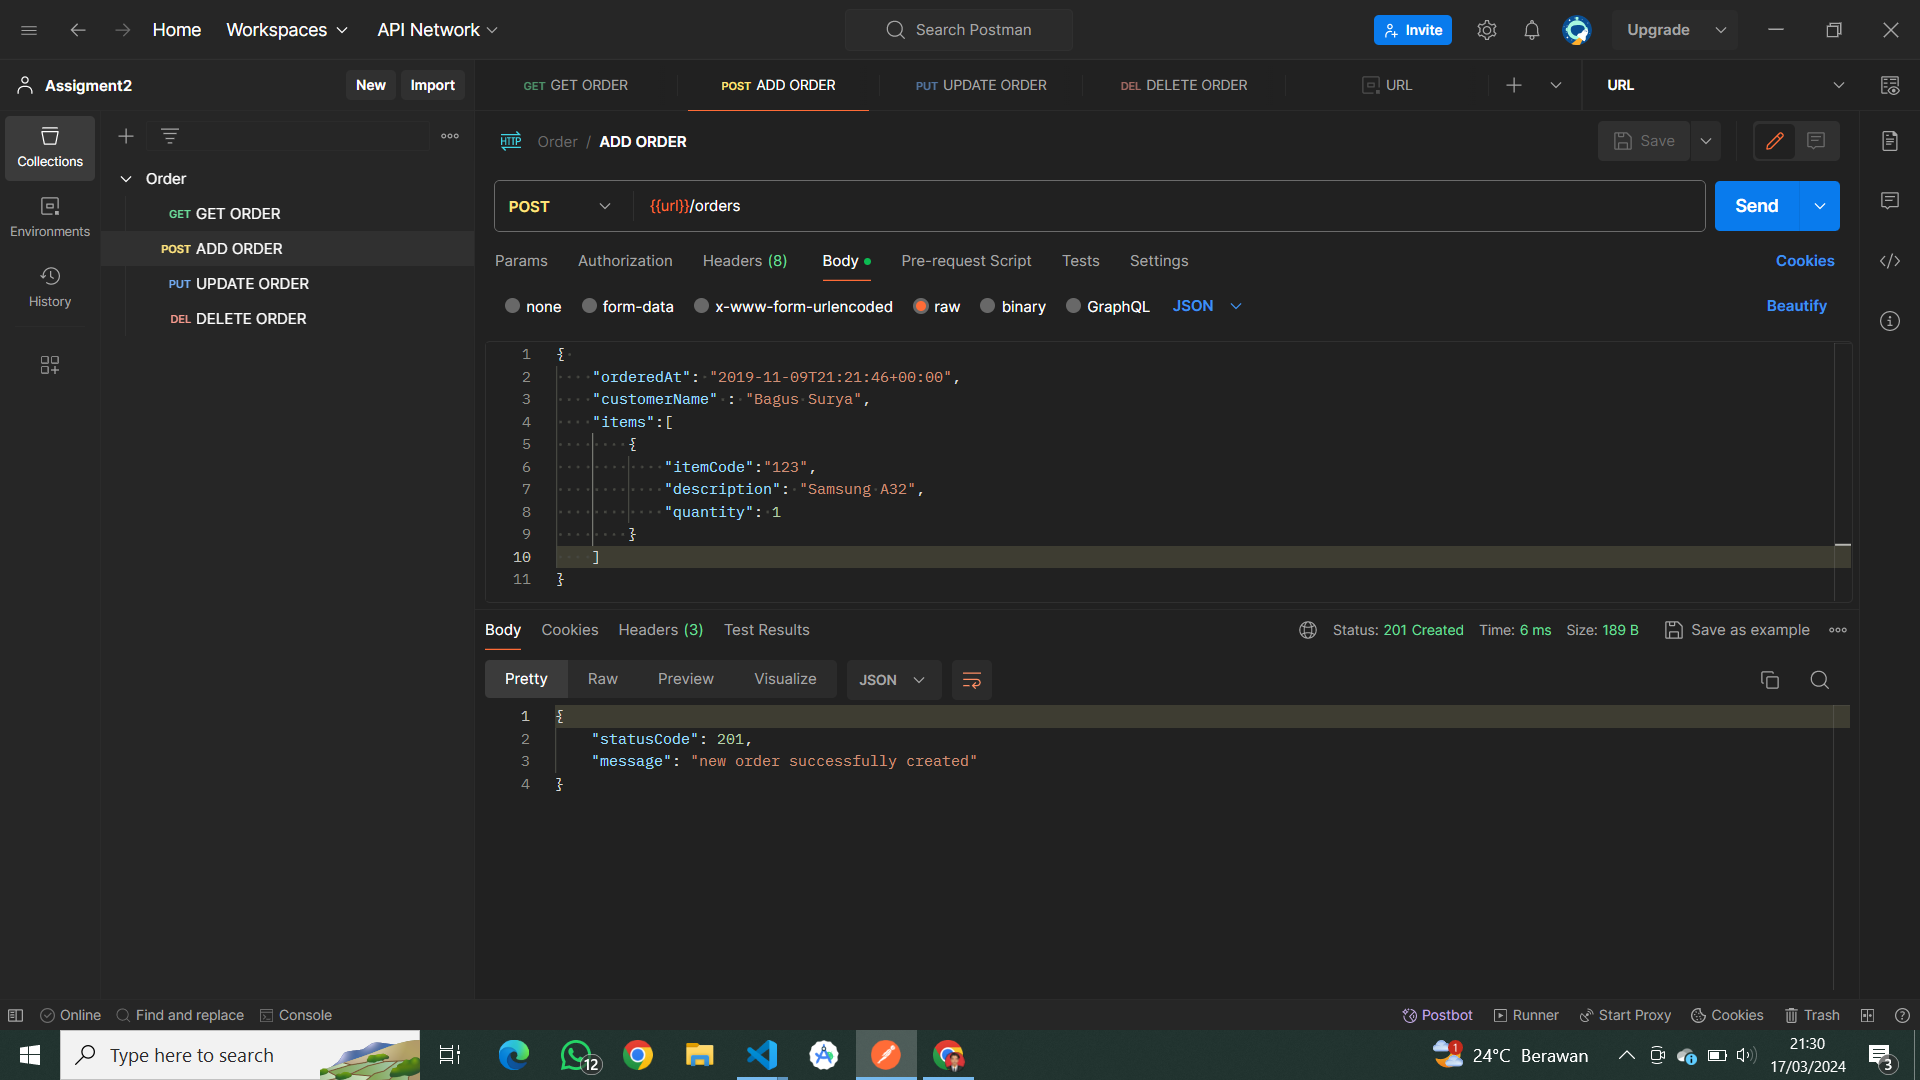 Home Workspaces API Network Search Postman Invite Upgrade
Assigment2 New Import GET GET ORDER POST ADD ORDER PUT UPDATE ORDER DEL DELETE ORDER URL URL
HTTP Order / ADD ORDER Save
Collections
Environments
History
Order
GET GET ORDER
POST ADD ORDER
PUT UPDATE ORDER
DEL DELETE ORDER
POST {{url}}/orders Send
Params Authorization Headers (8) Body Pre-request Script Tests Settings Cookies
none form-data x-www-form-urlencoded raw binary GraphQL JSON Beautify
1 {
2 "orderedAt": "2019-11-09T21:21:46+00:00",
3 "customerName" : "Bagus Surya",
4 "items":[
5 {
6 "itemCode":"123",
7 "description": "Samsung A32",
8 "quantity": 1
9 }
10 ]
11 }
Body Cookies Headers (3) Test Results Status: 201 Created Time: 6 ms Size: 189 B Save as example
Pretty Raw Preview Visualize JSON
1 {
2 "statusCode": 201,
3 "message": "new order successfully created"
4 }
Online Find and replace Console Postbot Runner Start Proxy Cookies Trash
Type here to search 12 1 24°C Berawan 21:30
17/03/2024 3